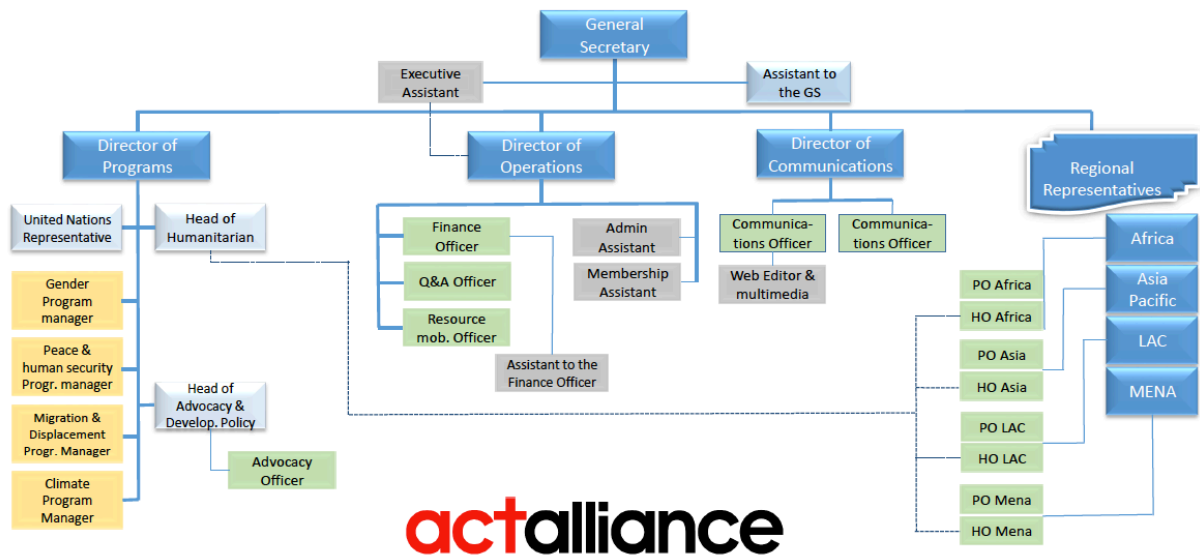 General
Secretary
Executive
Assistant
Assistant to
the GS
Director of
Programs
Director of
Operations
Director of
Communications
Regional
Representatives
United Nations
Representative
Head of
Humanitarian
Finance
Officer
Q&A Officer
Resource
mob. Officer
Assistant to the
Finance Officer
Admin
Assistant
Membership
Assistant
Communica-
tions Officer
Communica-
tions Officer
Web Editor &
multimedia
Africa
Asia
Pacific
LAC
MENA
PO Africa
HO Africa
PO Asia
HO Asia
PO LAC
HO LAC
PO Mena
HO Mena
Gender
Program
manager
Peace &
human security
Progr. manager
Migration &
Displacement
Progr. Manager
Climate
Program
Manager
Head of
Advocacy &
Develop. Policy
Advocacy
Officer
actalliance